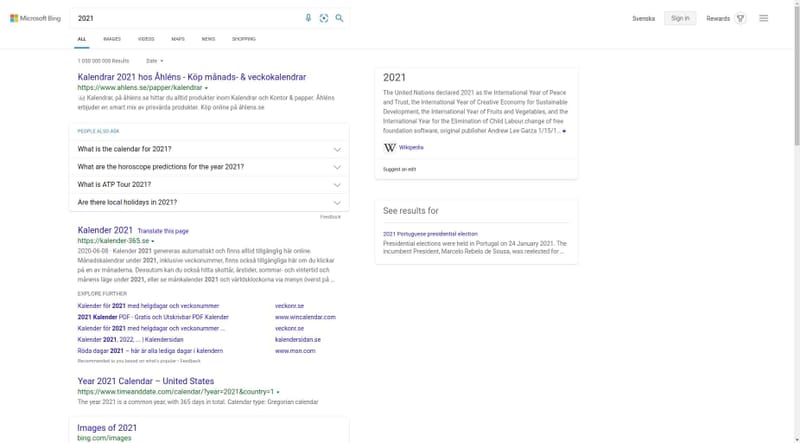 Microsoft Bing
2021
Svenska
Sign in
Rewards
ALL
IMAGES
VIDEOS
MAPS
NEWS
SHOPPING
1 050 000 000 Results
Date
Kalendrar 2021 hos Åhléns - Köp månads- & veckokalendrar
https://www.ahlens.se/papper/kalendrar
Ad Kalendrar, på åhlens.se hittar du alltid produkter inom Kalendrar och Kontor & papper. Åhléns
erbjuder en smart mix av prisvärda produkter. Köp online på åhlens.se
PEOPLE ALSO ASK
What is the calendar for 2021?
What are the horoscope predictions for the year 2021?
What is ATP Tour 2021?
Are there local holidays in 2021?
Feedback
Kalender 2021 Translate this page
https://kalender-365.se
2020-06-08 · Kalender 2021 genereras automatiskt och finns alltid tillgänglig här online.
Månadskalendrar under 2021, inklusive veckonummer, finns också tillgängliga här om du klickar
på en av månaderna. Dessutom kan du också hitta skottår, årstider, sommar- och vintertid och
månens läge under 2021, eller se månkalender 2021 och världsklockorna via menyn överst på ...
EXPLORE FURTHER
Kalender för 2021 med helgdagar och veckonummer veckonr.se
2021 Kalender PDF - Gratis och Utskrivbar PDF Kalender www.wincalendar.com
Kalender för 2021 med helgdagar och veckonummer ... veckonr.se
Kalender 2021, 2022, ... | Kalendersidan kalendersidan.se
Röda dagar 2021 – här är alla lediga dagar i kalendern www.msn.com
Recommended to you based on what's popular • Feedback
Year 2021 Calendar – United States
https://www.timeanddate.com/calendar/?year=2021&country=1
The year 2021 is a common year, with 365 days in total. Calendar type: Gregorian calendar
Images of 2021
bing.com/images
2021
The United Nations declared 2021 as the International Year of Peace
and Trust, the International Year of Creative Economy for Sustainable
Development, the International Year of Fruits and Vegetables, and the
International Year for the Elimination of Child Labour.change of free
foundation software, original publisher Andrew Lee Garza 1/15/1...
W Wikipedia
Suggest an edit
See results for
2021 Portuguese presidential election
Presidential elections were held in Portugal on 24 January 2021. The
incumbent President, Marcelo Rebelo de Sousa, was reelected for ...